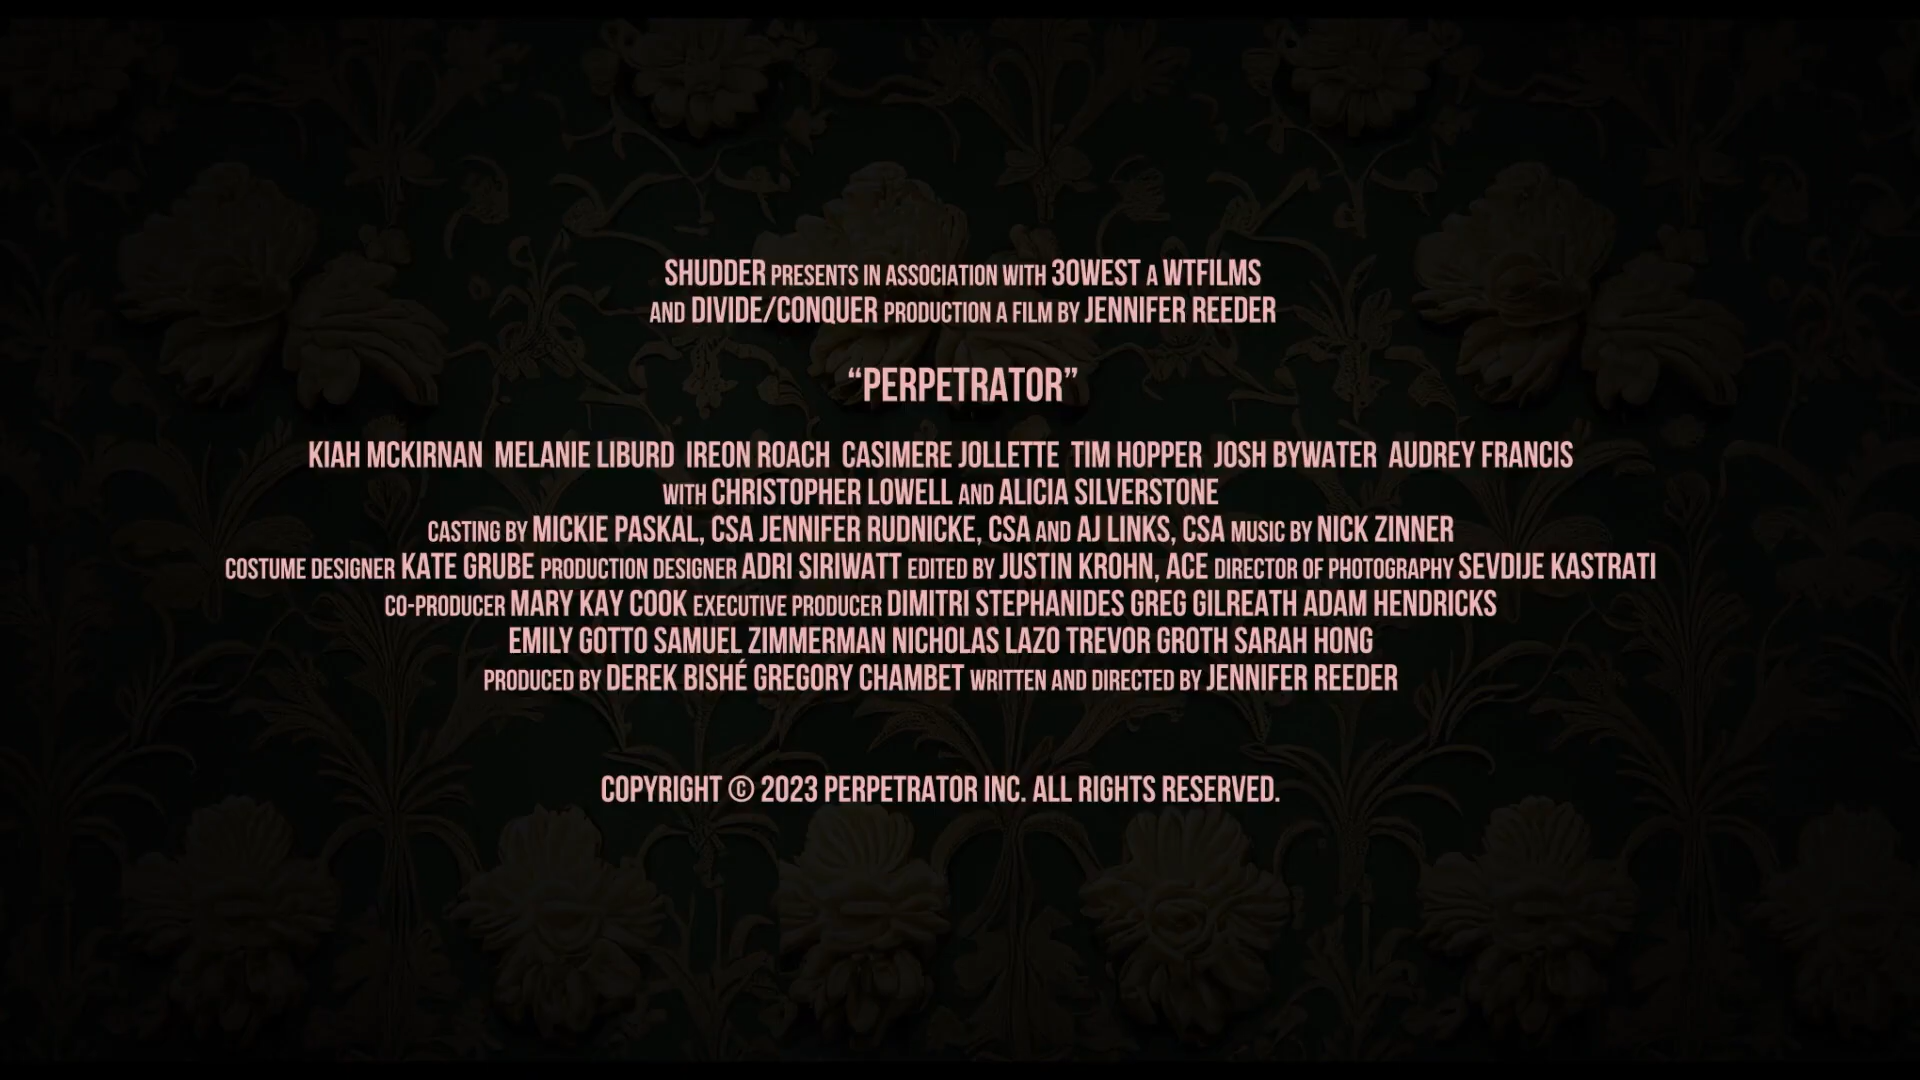 SHUDDER PRESENTS IN ASSOCIATION WITH 30WEST A WTFILMS
AND DIVIDE/CONQUER PRODUCTION A FILM BY JENNIFER REEDER
“PERPETRATOR”
KIAH MCKIRNAN MELANIE LIBURD IREON ROACH CASIMERE JOLLETTE TIM HOPPER JOSH BYWATER AUDREY FRANCIS
WITH CHRISTOPHER LOWELL AND ALICIA SILVERSTONE
CASTING BY MICKIE PASKAL, CSA JENNIFER RUDNICKE, CSA AND AJ LINKS, CSA MUSIC BY NICK ZINNER
COSTUME DESIGNER KATE GRUBE PRODUCTION DESIGNER ADRI SIRIWATT EDITED BY JUSTIN KROHN, ACE DIRECTOR OF PHOTOGRAPHY SEVDIJE KASTRATI
CO-PRODUCER MARY KAY COOK EXECUTIVE PRODUCER DIMITRI STEPHANIDES GREG GILREATH ADAM HENDRICKS
EMILY GOTTO SAMUEL ZIMMERMAN NICHOLAS LAZO TREVOR GROTH SARAH HONG
PRODUCED BY DEREK BISHÉ GREGORY CHAMBET WRITTEN AND DIRECTED BY JENNIFER REEDER
COPYRIGHT © 2023 PERPETRATOR INC. ALL RIGHTS RESERVED.